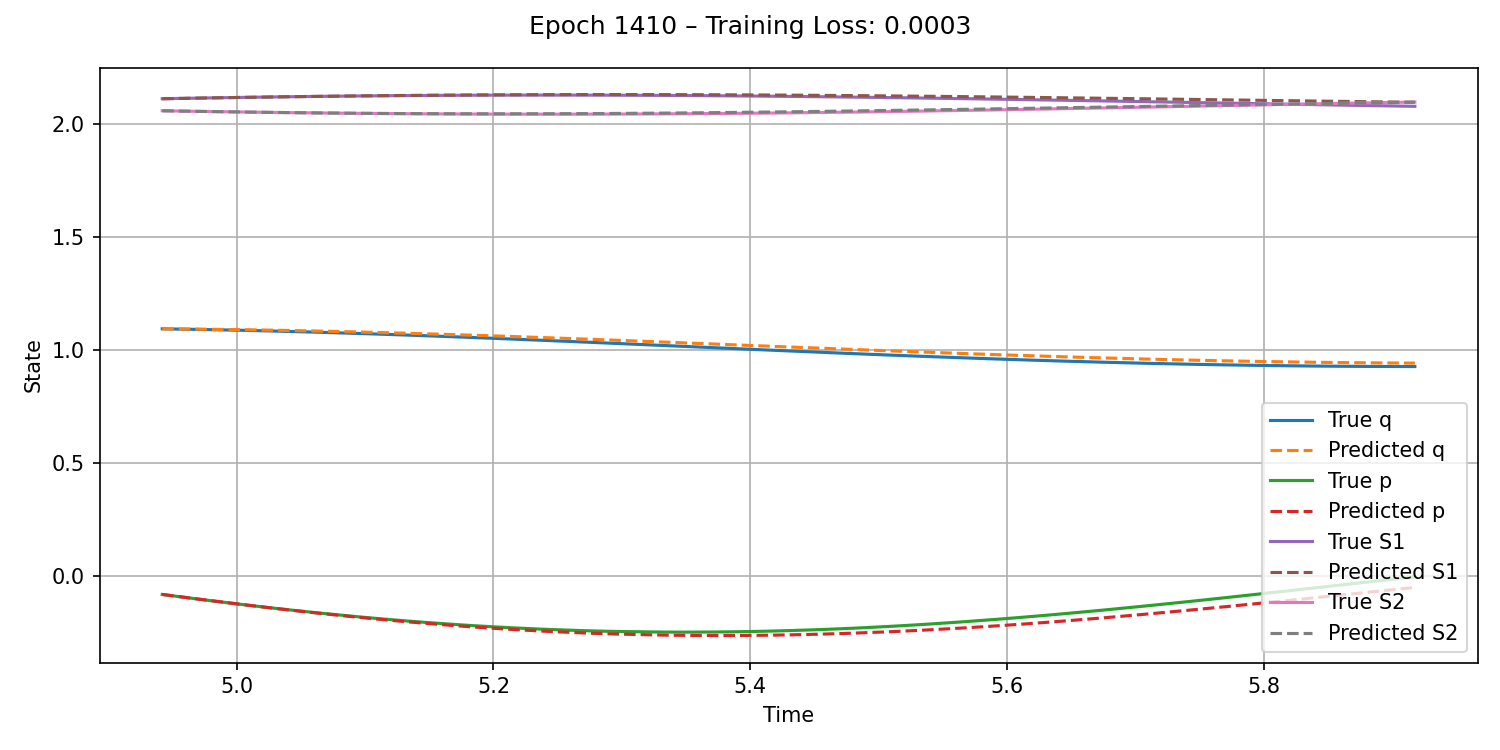 Epoch 1410 – Training Loss: 0.0003
State
2.0
1.5
1.0
0.5
0.0
True q
Predicted q
True p
Predicted p
True S1
Predicted S1
True S2
Predicted S2
5.0 5.2 5.4 5.6 5.8
Time